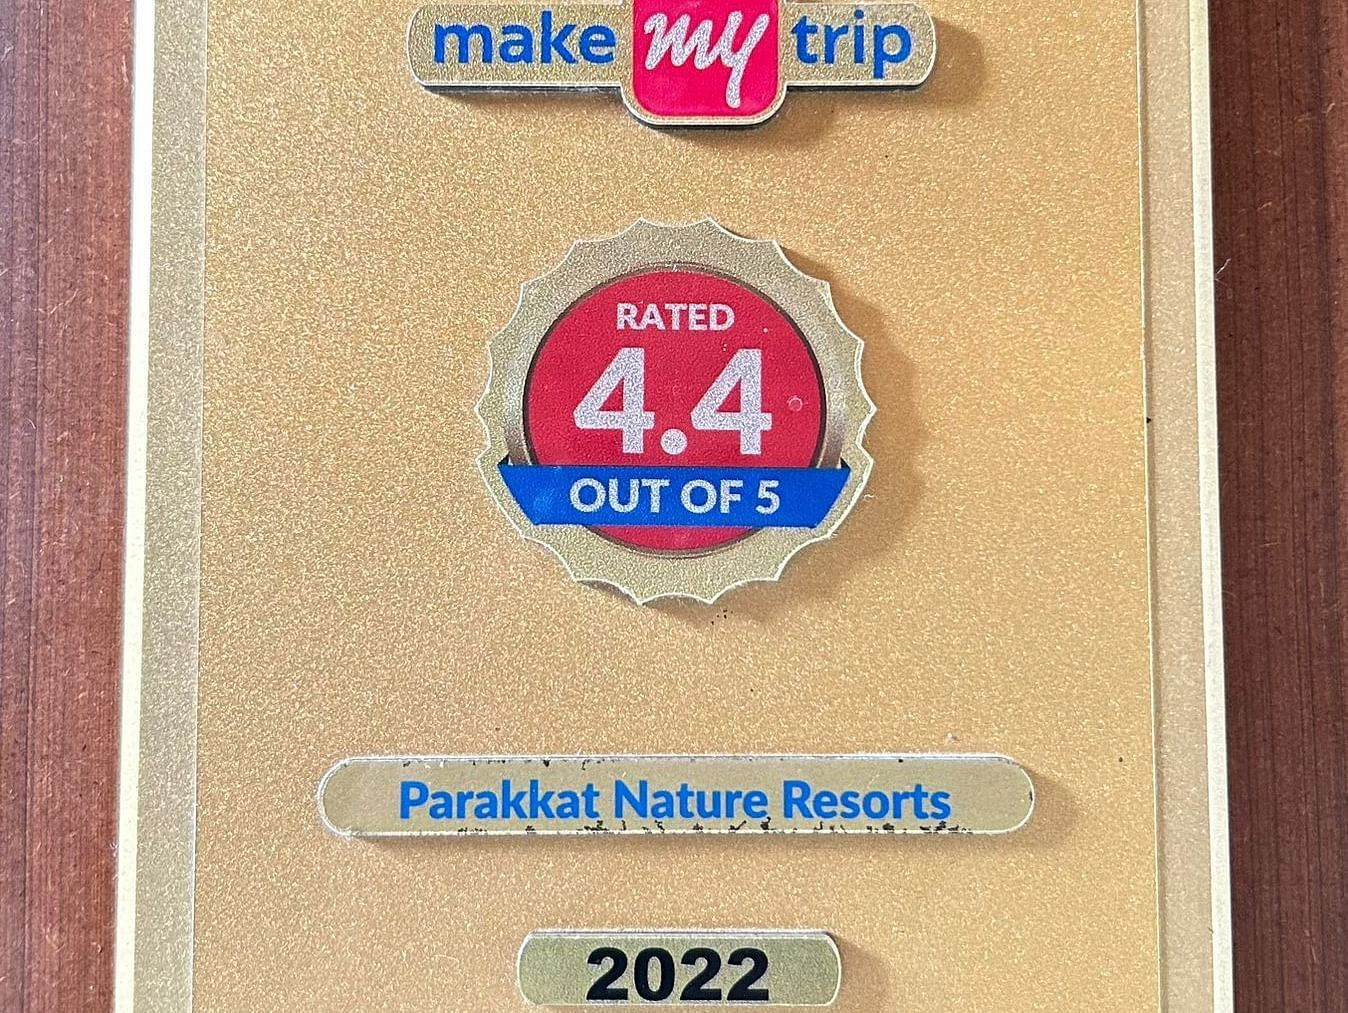 make my trip
RATED
4.4
OUT OF 5
Parakkat Nature Resorts
2022